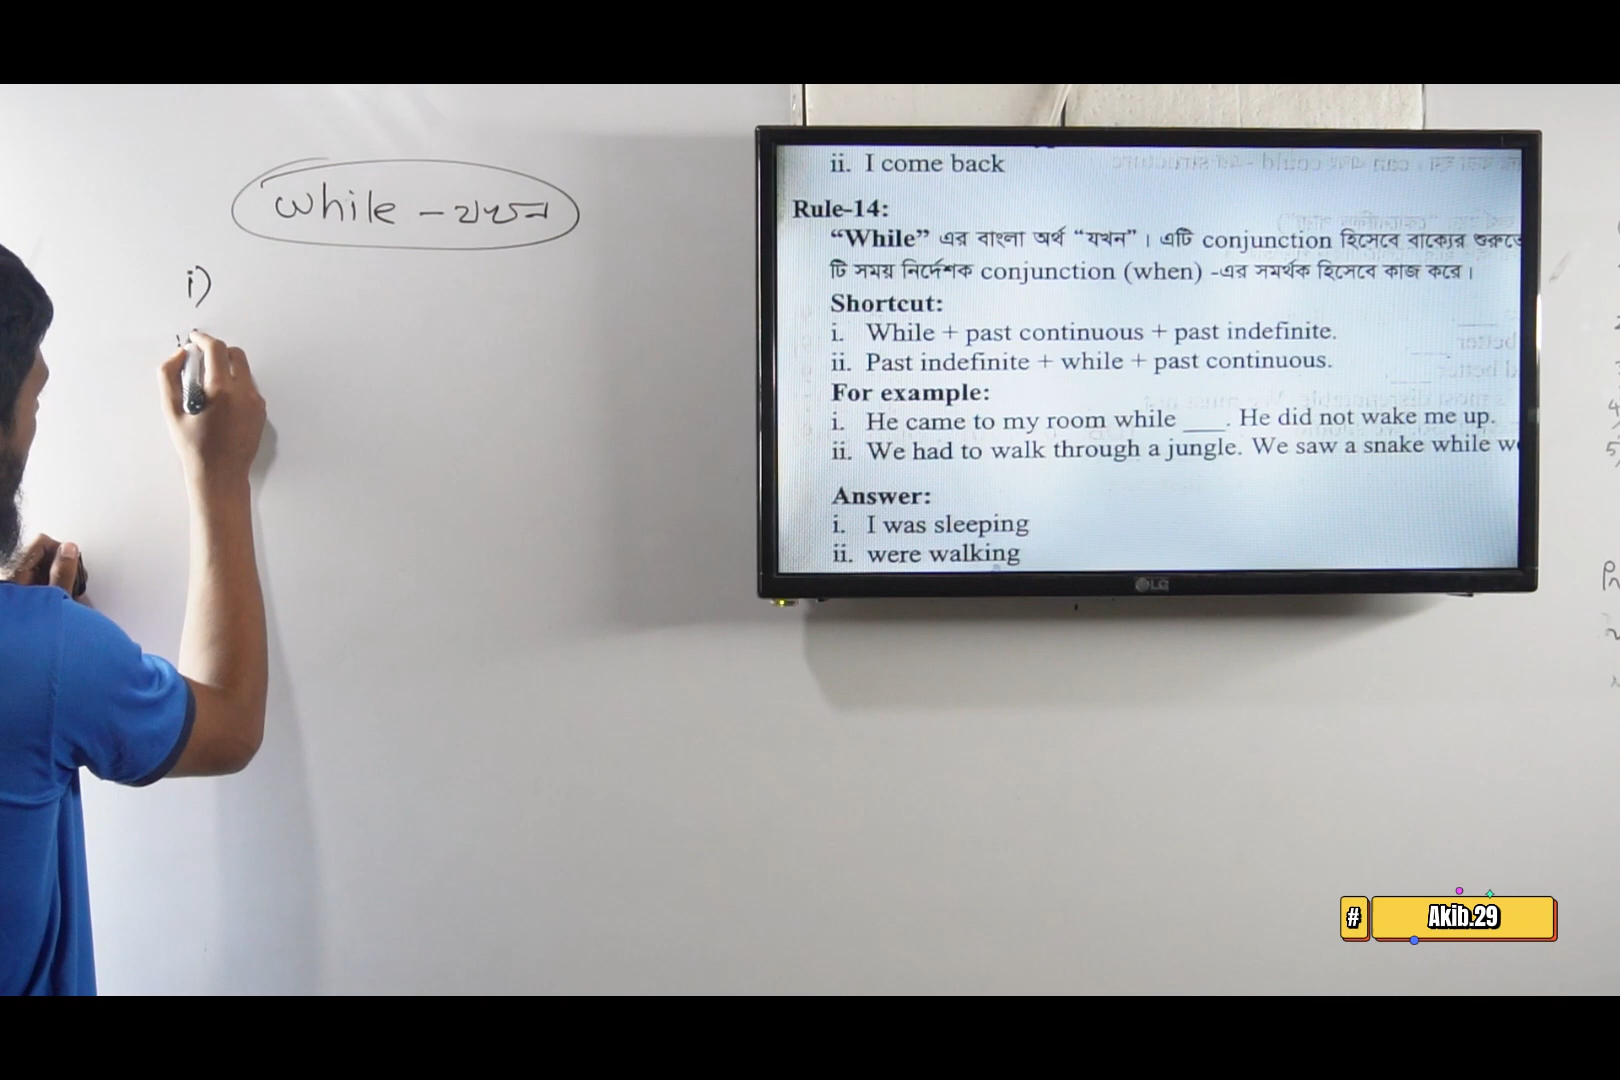 while – যখন
i)
ii. I come back
Rule-14:
“While” এর বাংলা অর্থ “যখন”। এটি conjunction হিসেবে বাক্যের শুরুতে
টি সময় নির্দেশক conjunction (when) -এর সমর্থক হিসেবে কাজ করে।
Shortcut:
i. While + past continuous + past indefinite.
ii. Past indefinite + while + past continuous.
For example:
i. He came to my room while ___. He did not wake me up.
ii. We had to walk through a jungle. We saw a snake while
Answer:
i. I was sleeping
ii. were walking
LG
# Akib.29